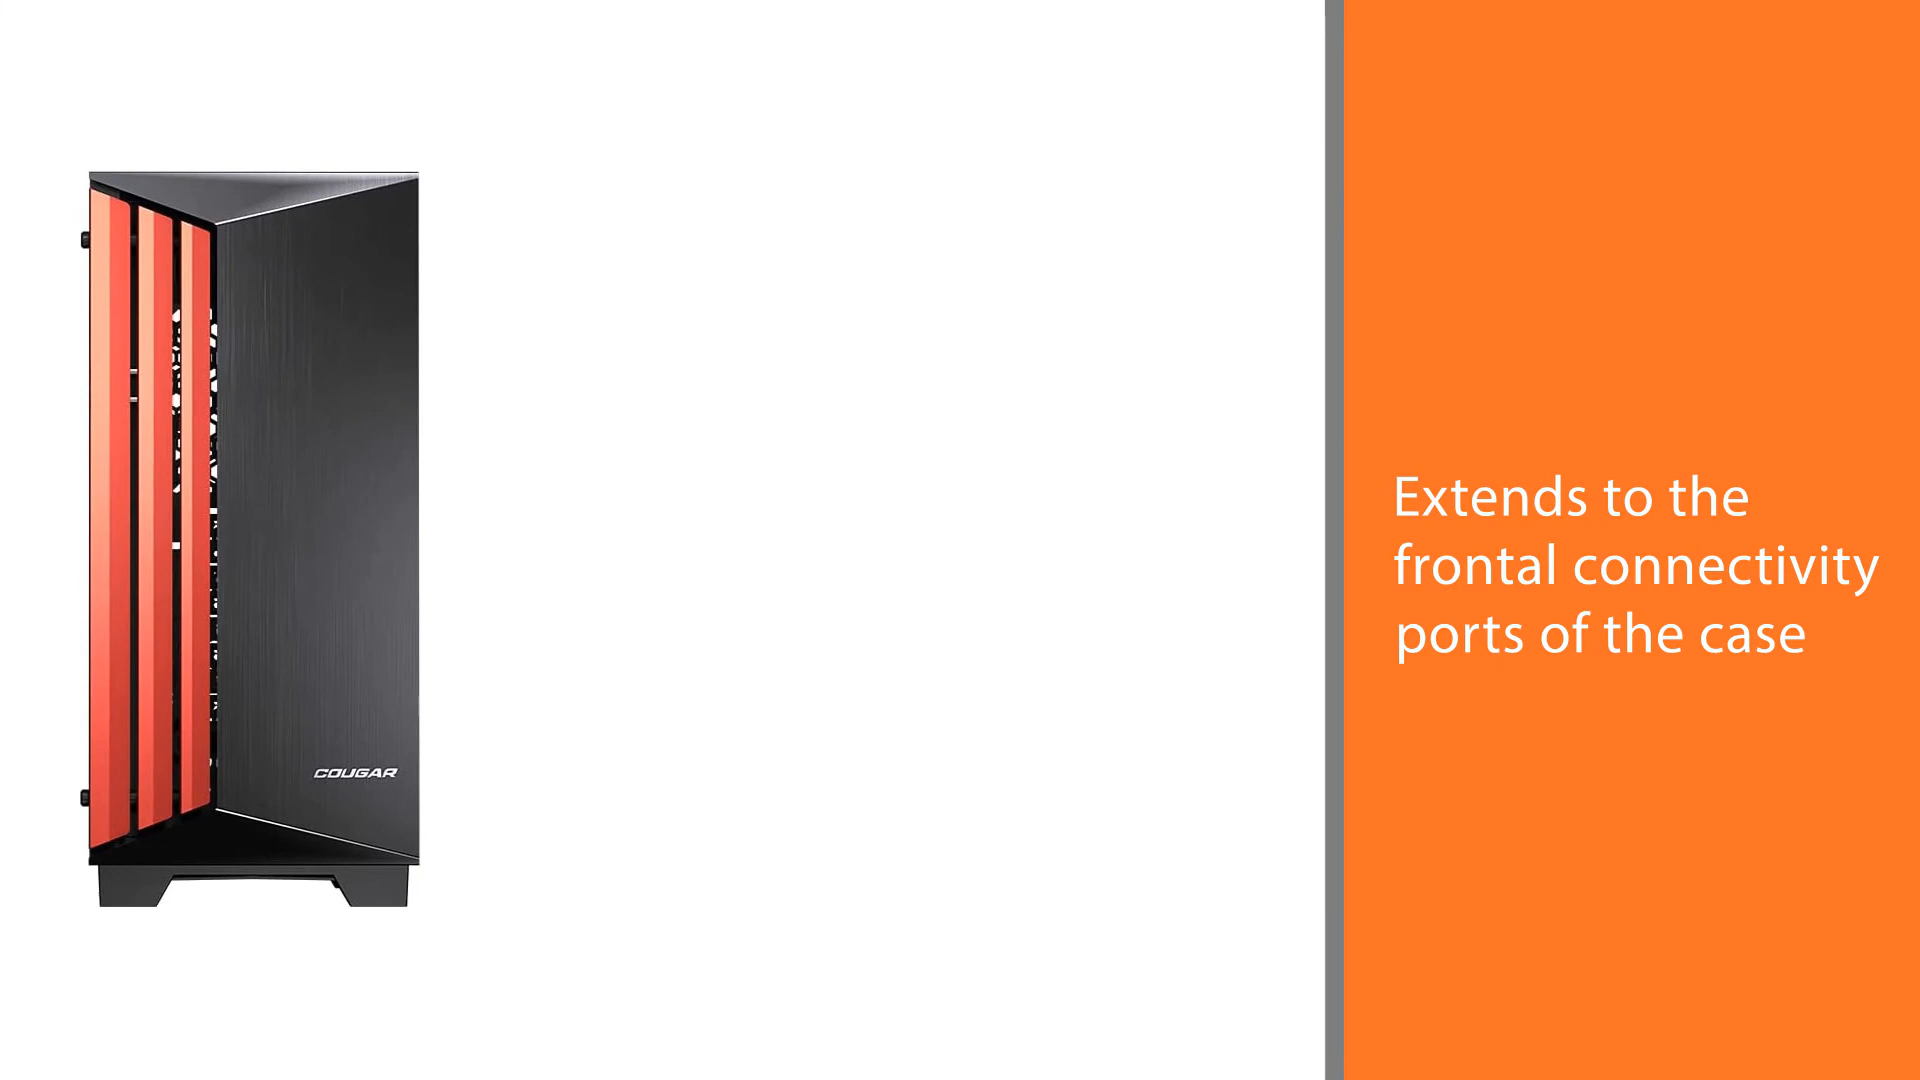 COUGAR
Extends to the
frontal connectivity
ports of the case